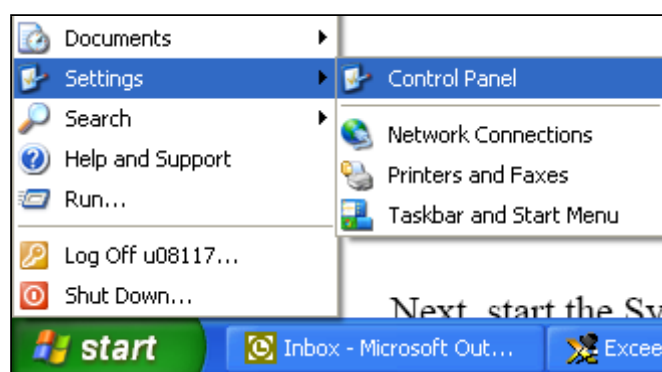 Documents
Settings
Search
Help and Support
Run...
Log Off u08117...
Shut Down...
Control Panel
Network Connections
Printers and Faxes
Taskbar and Start Menu
Next, start the Sy
start
Inbox - Microsoft Out...
Excee